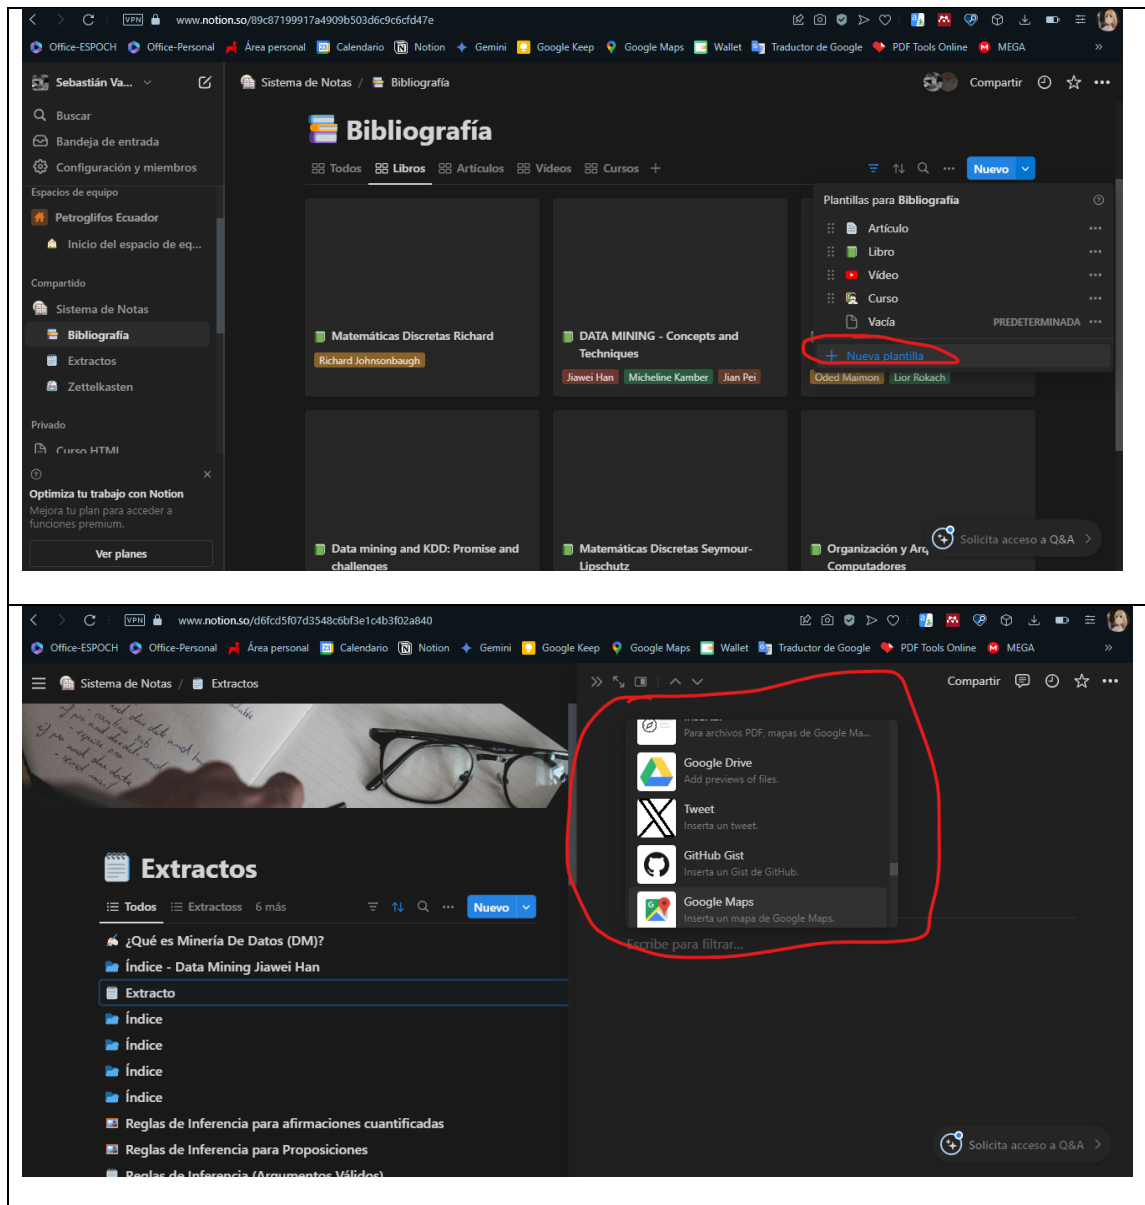 VPN www.notion.so/89c87199917a4909b503d6c9c6cfd47e
Office-ESPOCH Office-Personal Área personal Calendario Notion Gemini Google Keep Google Maps Wallet Traductor de Google PDF Tools Online MEGA
Sebastián Va...
Sistema de Notas / Bibliografía
Compartir
Buscar
Bandeja de entrada
Configuración y miembros
Espacios de equipo
Petroglifos Ecuador
Inicio del espacio de eq...
Compartido
Sistema de Notas
Bibliografía
Extractos
Zettelkasten
Privado
Curso HTML
Optimiza tu trabajo con Notion
Mejora tu plan para acceder a
funciones premium.
Ver planes
Bibliografía
Todos Libros Artículos Vídeos Cursos
Nuevo
Plantillas para Bibliografía
Artículo
Libro
Vídeo
Curso
Vacía PREDETERMINADA
Nueva plantilla
Matemáticas Discretas Richard
Richard Johnsonbaugh
DATA MINING - Concepts and
Techniques
Jiawei Han Micheline Kamber Jian Pei
Oded Maimon Lior Rokach
Data mining and KDD: Promise and
challenges
Matemáticas Discretas Seymour-
Lipschutz
Organización y Arq
Computadores
Solicita acceso a Q&A
VPN www.notion.so/d6fcd5f07d3548c6bf3e1c4b3f02a840
Office-ESPOCH Office-Personal Área personal Calendario Notion Gemini Google Keep Google Maps Wallet Traductor de Google PDF Tools Online MEGA
Sistema de Notas / Extractos
Compartir
Extractos
Todos Extractoss 6 más
Nuevo
¿Qué es Minería De Datos (DM)?
Índice - Data Mining Jiawei Han
Extracto
Índice
Índice
Índice
Índice
Reglas de Inferencia para afirmaciones cuantificadas
Reglas de Inferencia para Proposiciones
Reglas de Inferencia (Argumentos Válidos)
Para archivos PDF, mapas de Google Ma...
Google Drive
Add previews of files.
Tweet
Inserta un tweet.
GitHub Gist
Inserta un Gist de GitHub.
Google Maps
Inserta un mapa de Google Maps.
Escribe para filtrar...
Solicita acceso a Q&A